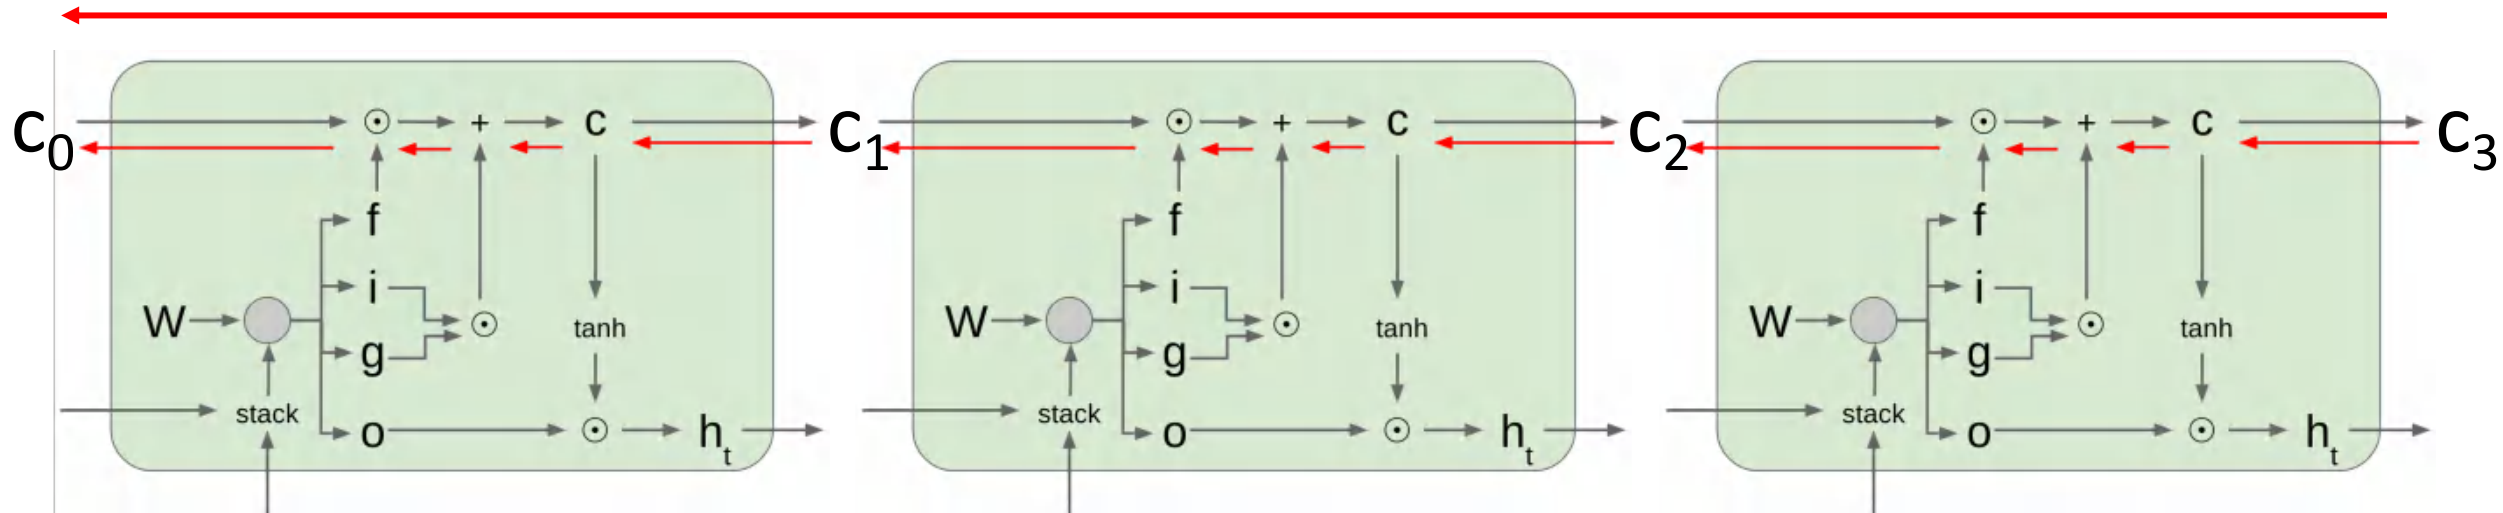 c₀ ⊙ + c c₁ ⊙ + c c₂ ⊙ + c c₃
f f f
i i i
W ⊙ tanh W ⊙ tanh W ⊙ tanh
g g g
stack stack stack
o ⊙ hₜ o ⊙ hₜ o ⊙ hₜ